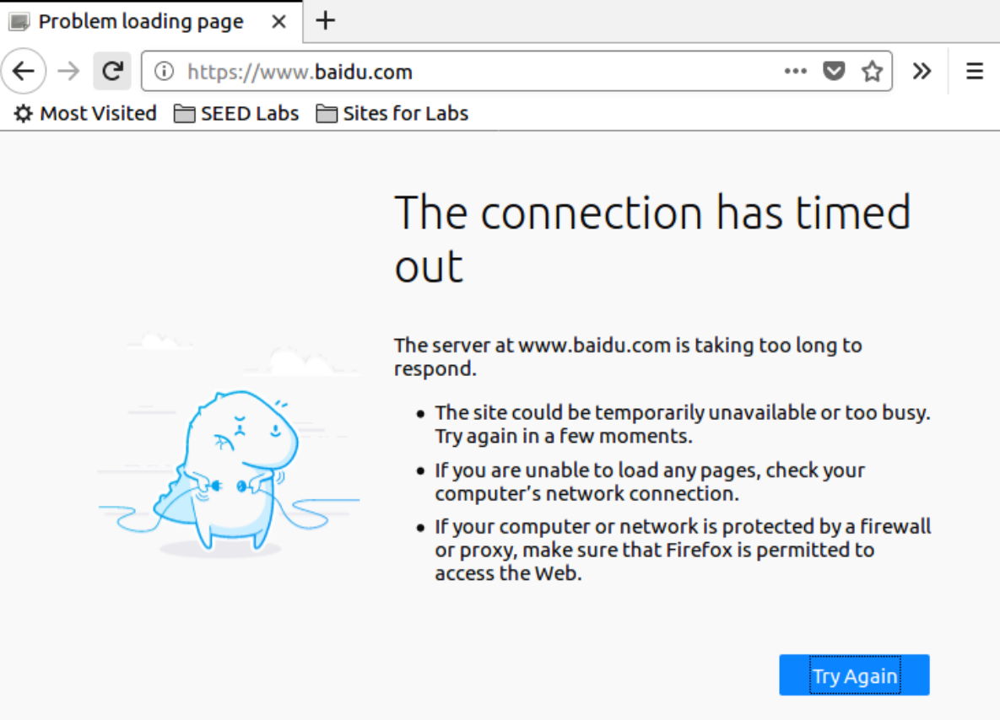 Problem loading page
https://www.baidu.com
Most Visited SEED Labs Sites for Labs
The connection has timed
out
The server at www.baidu.com is taking too long to
respond.
• The site could be temporarily unavailable or too busy.
Try again in a few moments.
• If you are unable to load any pages, check your
computer’s network connection.
• If your computer or network is protected by a firewall
or proxy, make sure that Firefox is permitted to
access the Web.
Try Again